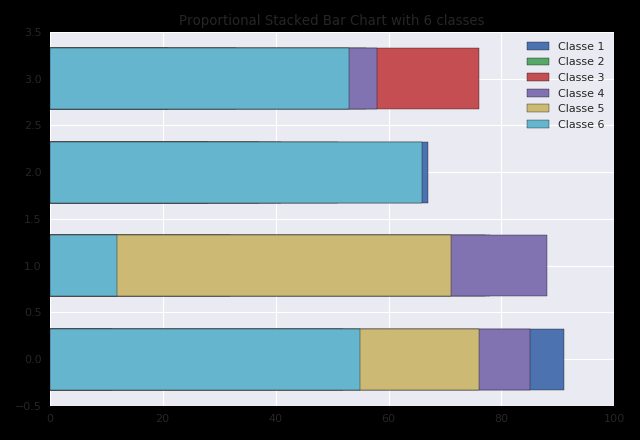 Proportional Stacked Bar Chart with 6 classes
3.5
3.0
2.5
2.0
1.5
1.0
0.5
0.0
−0.5
0 20 40 60 80 100
Classe 1
Classe 2
Classe 3
Classe 4
Classe 5
Classe 6